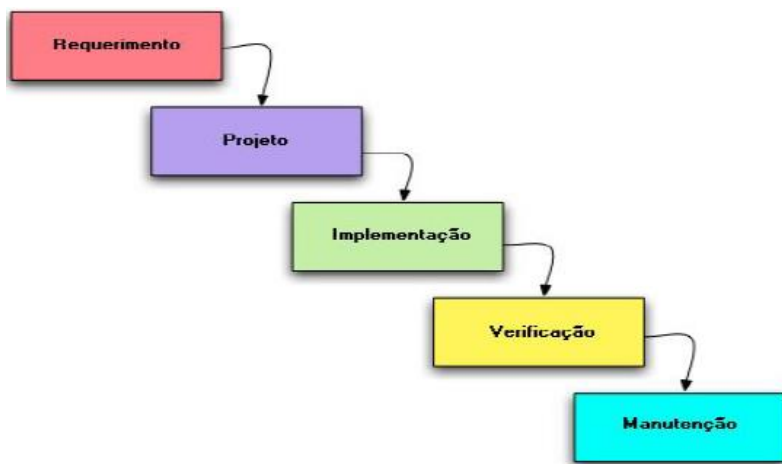 Requerimento
Projeto
Implementação
Verificação
Manutenção